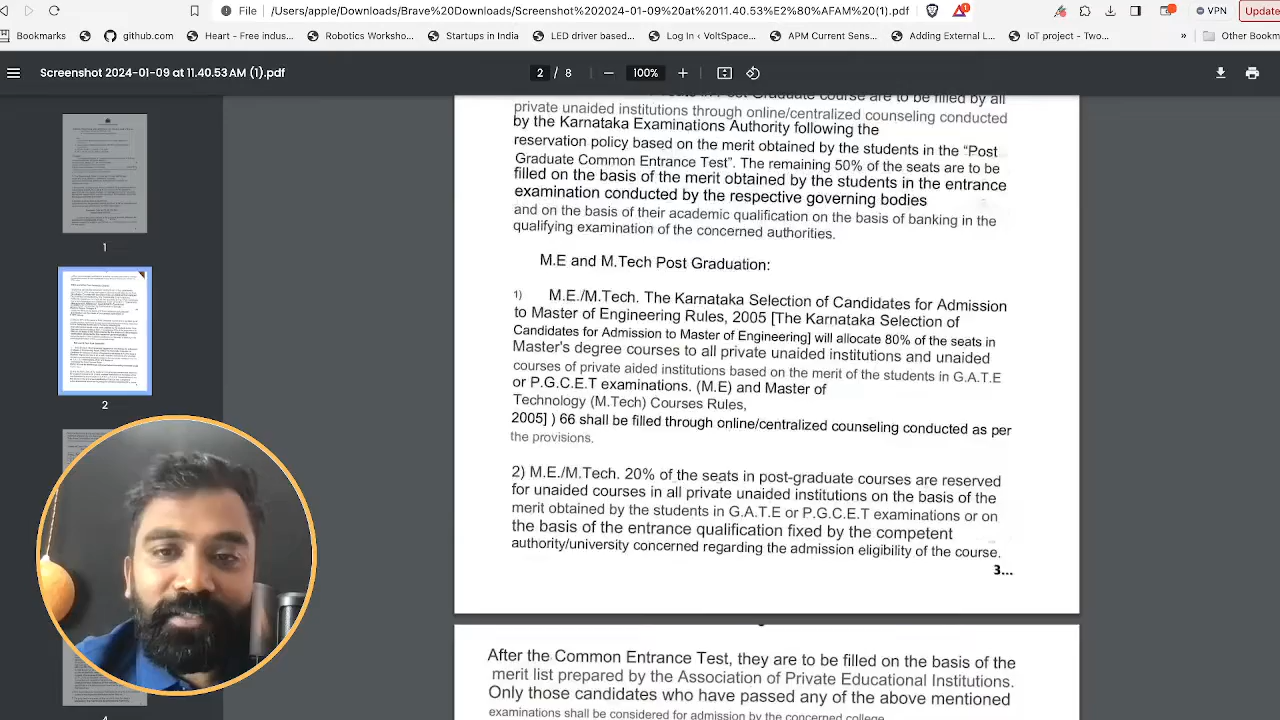 File
/Users/apple/Downloads/Brave%20Downloads/Screenshot%202024-01-09%20at%2011.40.53%E2%80%AFAM%20(1).pdf
1
VPN
Update
Bookmarks
github.com
Heart - Free indus...
Robotics Worksho...
Startups in India
LED driver based...
Log In ‹ VoltSpace...
APM Current Sens...
Adding External L...
IoT project - Two...
»
Other Bookm
Screenshot 2024-01-09 at 11.40.53 AM (1).pdf
2 / 8
100%
1
2
Post Graduate course are to be filled by all
private unaided institutions through online/centralized counseling conducted
by the Karnataka Examinations Authority following the
reservation policy based on the merit obtained by the students in the “Post
Graduate Common Entrance Test”. The remaining 50% of the seats are to be
filled on the basis of the merit obtained by the students in the entrance
examination conducted by the respective governing bodies
and on the basis of their academic qualification on the basis of banking in the
qualifying examination of the concerned authorities.
M.E and M.Tech Post Graduation:
M.E./M.Tech. The Karnataka Selection of Candidates for Admission
to Master of Engineering Rules, 2005 [The Karnataka Selection of
Candidates for Admission to Master of Engineering will allocate 80% of the seats in
master degree courses in all private unaided institutions and unaided
courses of private aided institutions based on the merit of the students in G.A.T.E
or P.G.C.E.T examinations. (M.E) and Master of
Technology (M.Tech) Courses Rules,
2005] ) 66 shall be filled through online/centralized counseling conducted as per
the provisions.
2) M.E./M.Tech. 20% of the seats in post-graduate courses are reserved
for unaided courses in all private unaided institutions on the basis of the
merit obtained by the students in G.A.T.E or P.G.C.E.T examinations or on
the basis of the entrance qualification fixed by the competent
authority/university concerned regarding the admission eligibility of the course.
3...
After the Common Entrance Test, they are to be filled on the basis of the
manner prepared by the Association of Private Educational Institutions.
Only those candidates who have passed any of the above mentioned
examinations shall be considered for admission by the concerned college